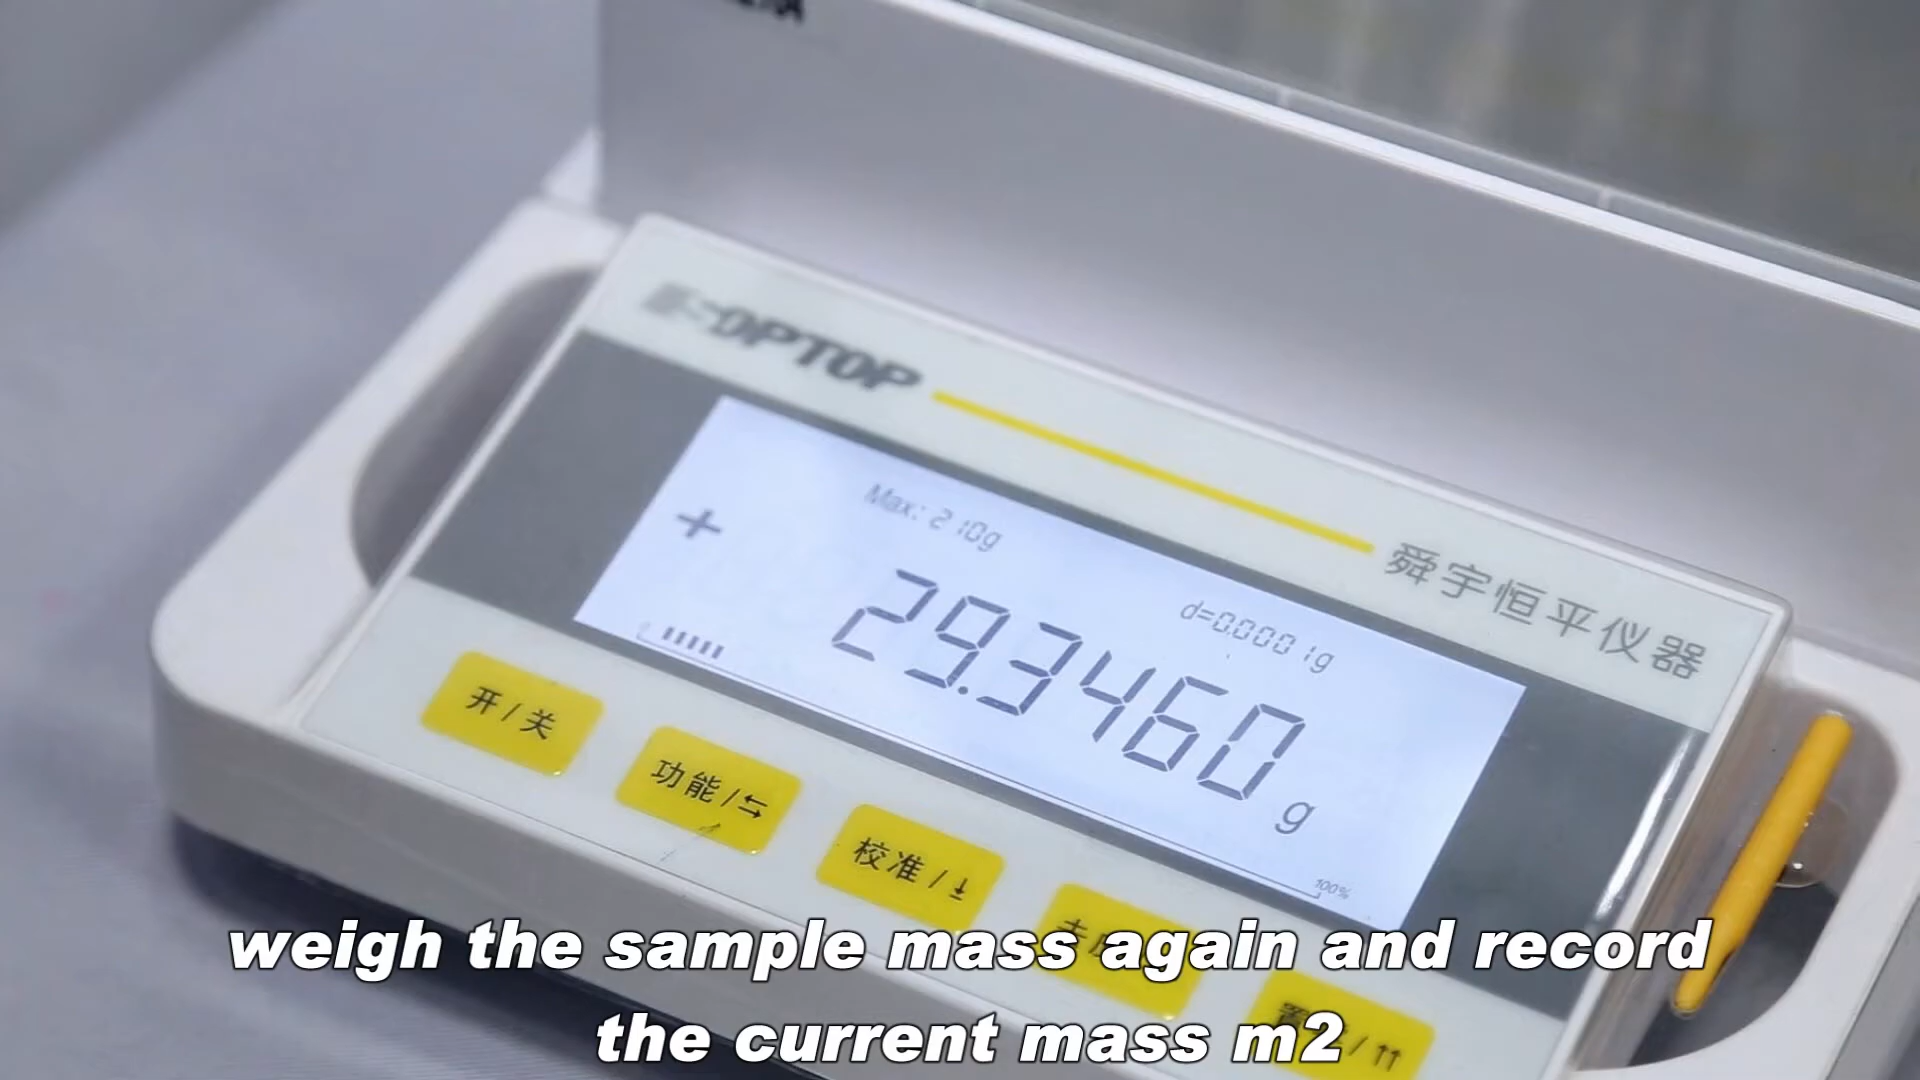 OPTOP
舜宇恒平仪器
Max: 210g
d=0.0001g
+
29.3460 g
100%
开/关
功能/⇆
校准/↓
weigh the sample mass again and record
the current mass m2